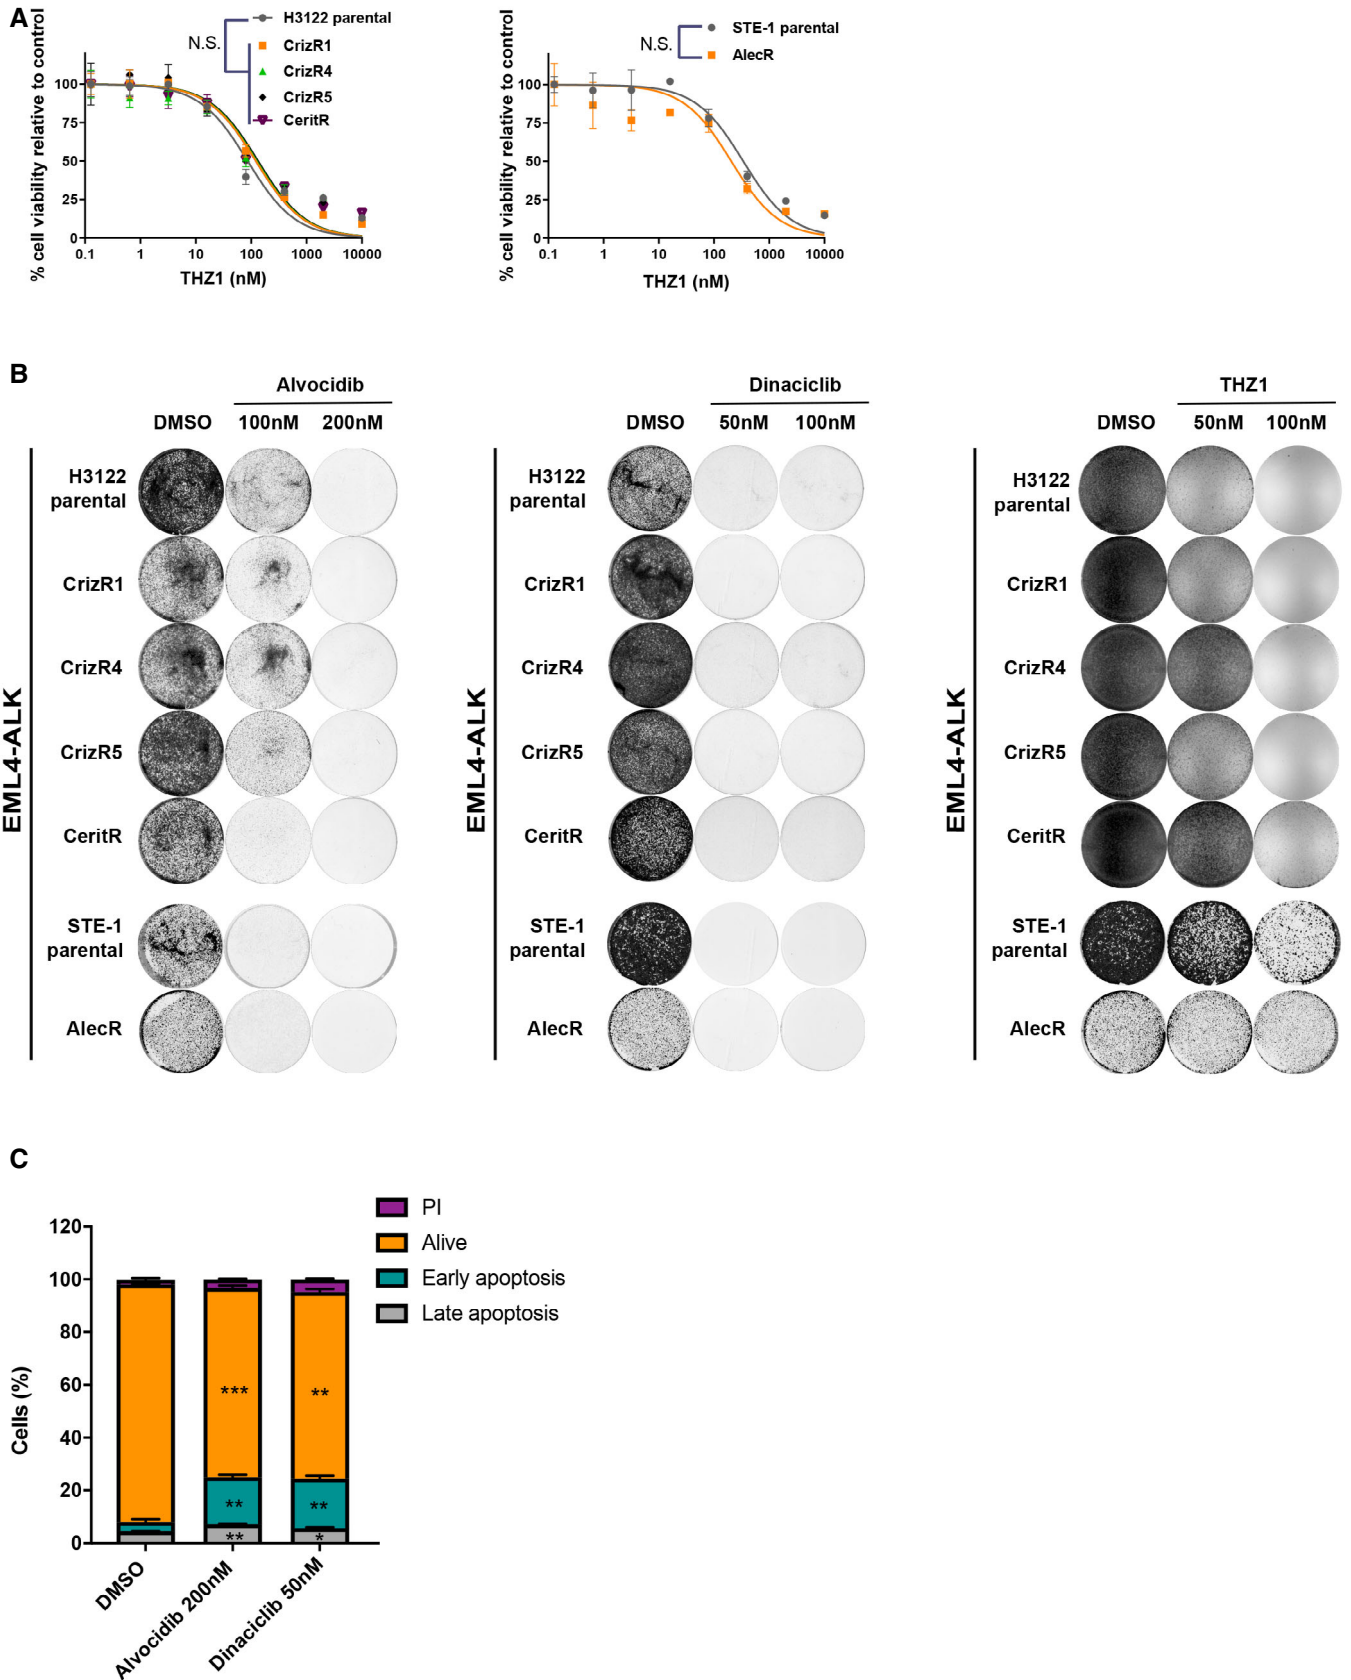 A
% cell viability relative to control
100
75
50
25
0
0.1 1 10 100 1000 10000
THZ1 (nM)
N.S.
H3122 parental
CrizR1
CrizR4
CrizR5
CeritR
% cell viability relative to control
100
75
50
25
0
0.1 1 10 100 1000 10000
THZ1 (nM)
N.S.
STE-1 parental
AlecR
B
Alvocidib
DMSO 100nM 200nM
EML4-ALK
H3122
parental
CrizR1
CrizR4
CrizR5
CeritR
STE-1
parental
AlecR
Dinaciclib
DMSO 50nM 100nM
EML4-ALK
H3122
parental
CrizR1
CrizR4
CrizR5
CeritR
STE-1
parental
AlecR
THZ1
DMSO 50nM 100nM
EML4-ALK
H3122
parental
CrizR1
CrizR4
CrizR5
CeritR
STE-1
parental
AlecR
C
Cells (%)
120
100
80
60
40
20
0
*** **
** **
** *
DMSO
Alvocidib 200nM
Dinaciclib 50nM
PI
Alive
Early apoptosis
Late apoptosis